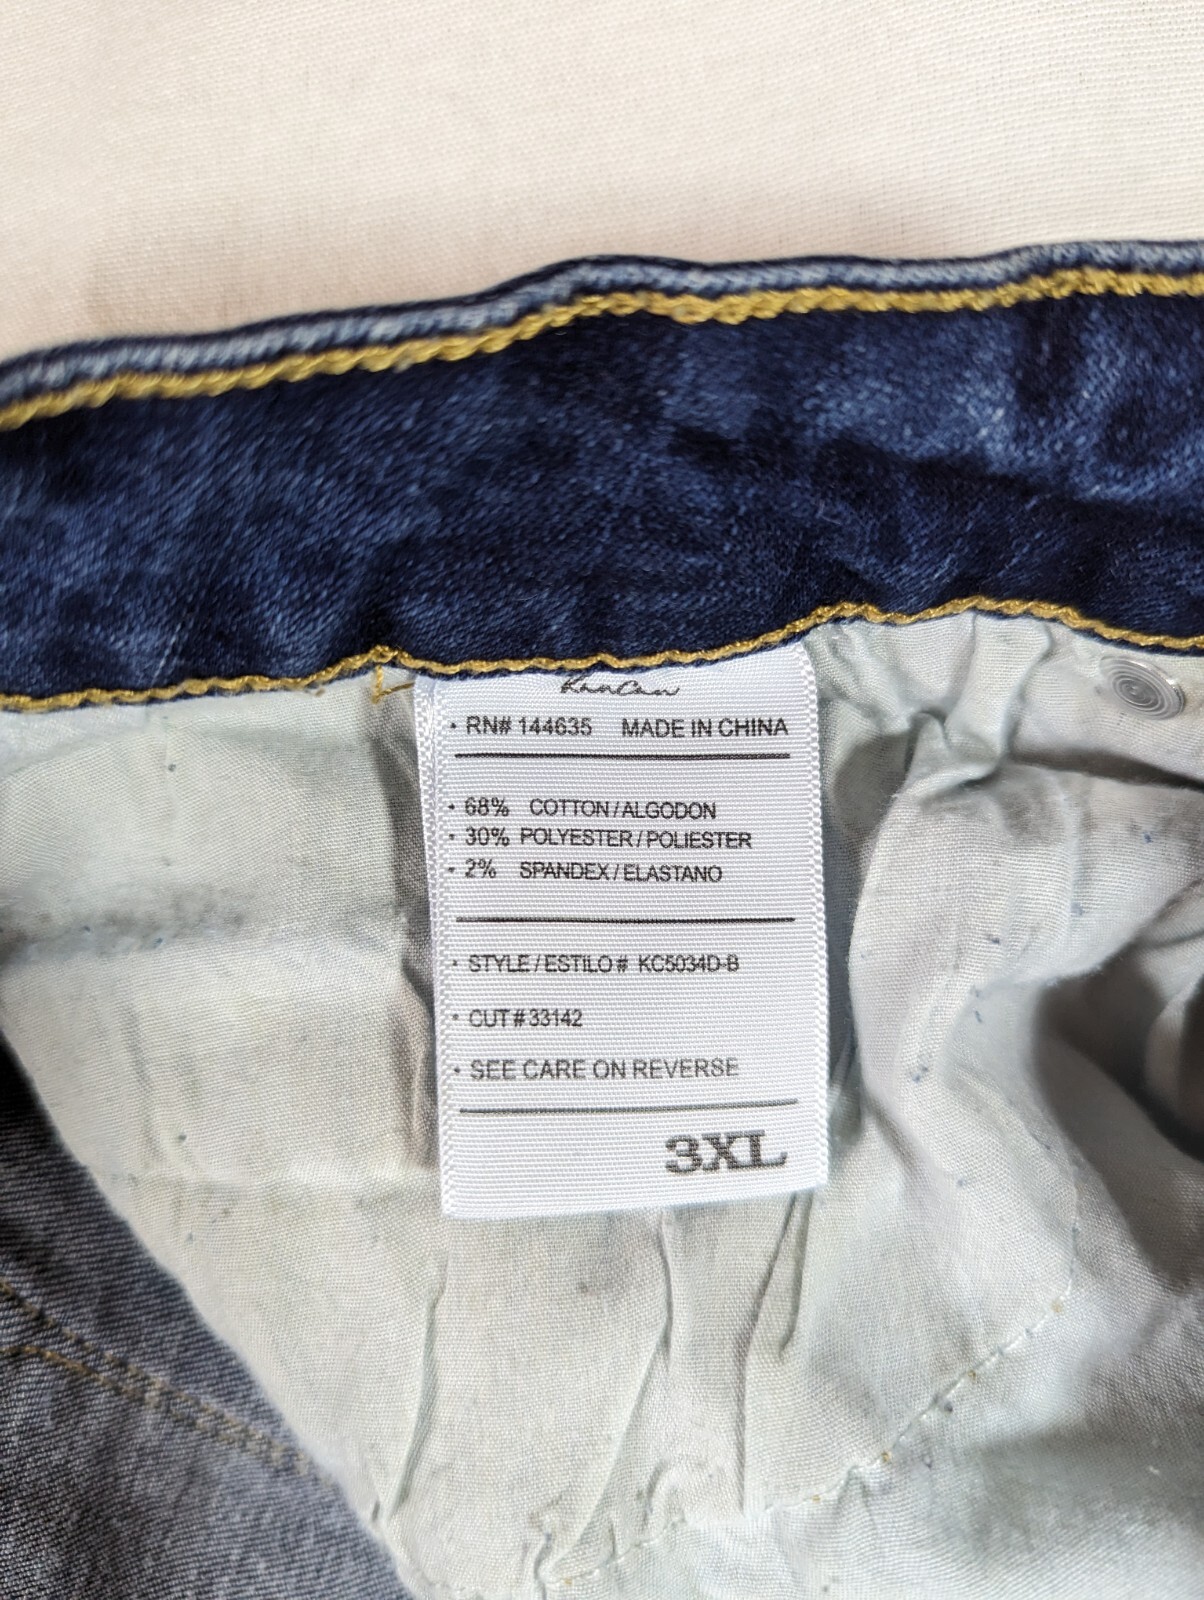 KanCan
· RN# 144635 MADE IN CHINA
· 68% COTTON/ALGODON
· 30% POLYESTER/POLIESTER
· 2% SPANDEX/ELASTANO
· STYLE/ESTILO# KC5034D-B
· CUT#33142
· SEE CARE ON REVERSE
3XL